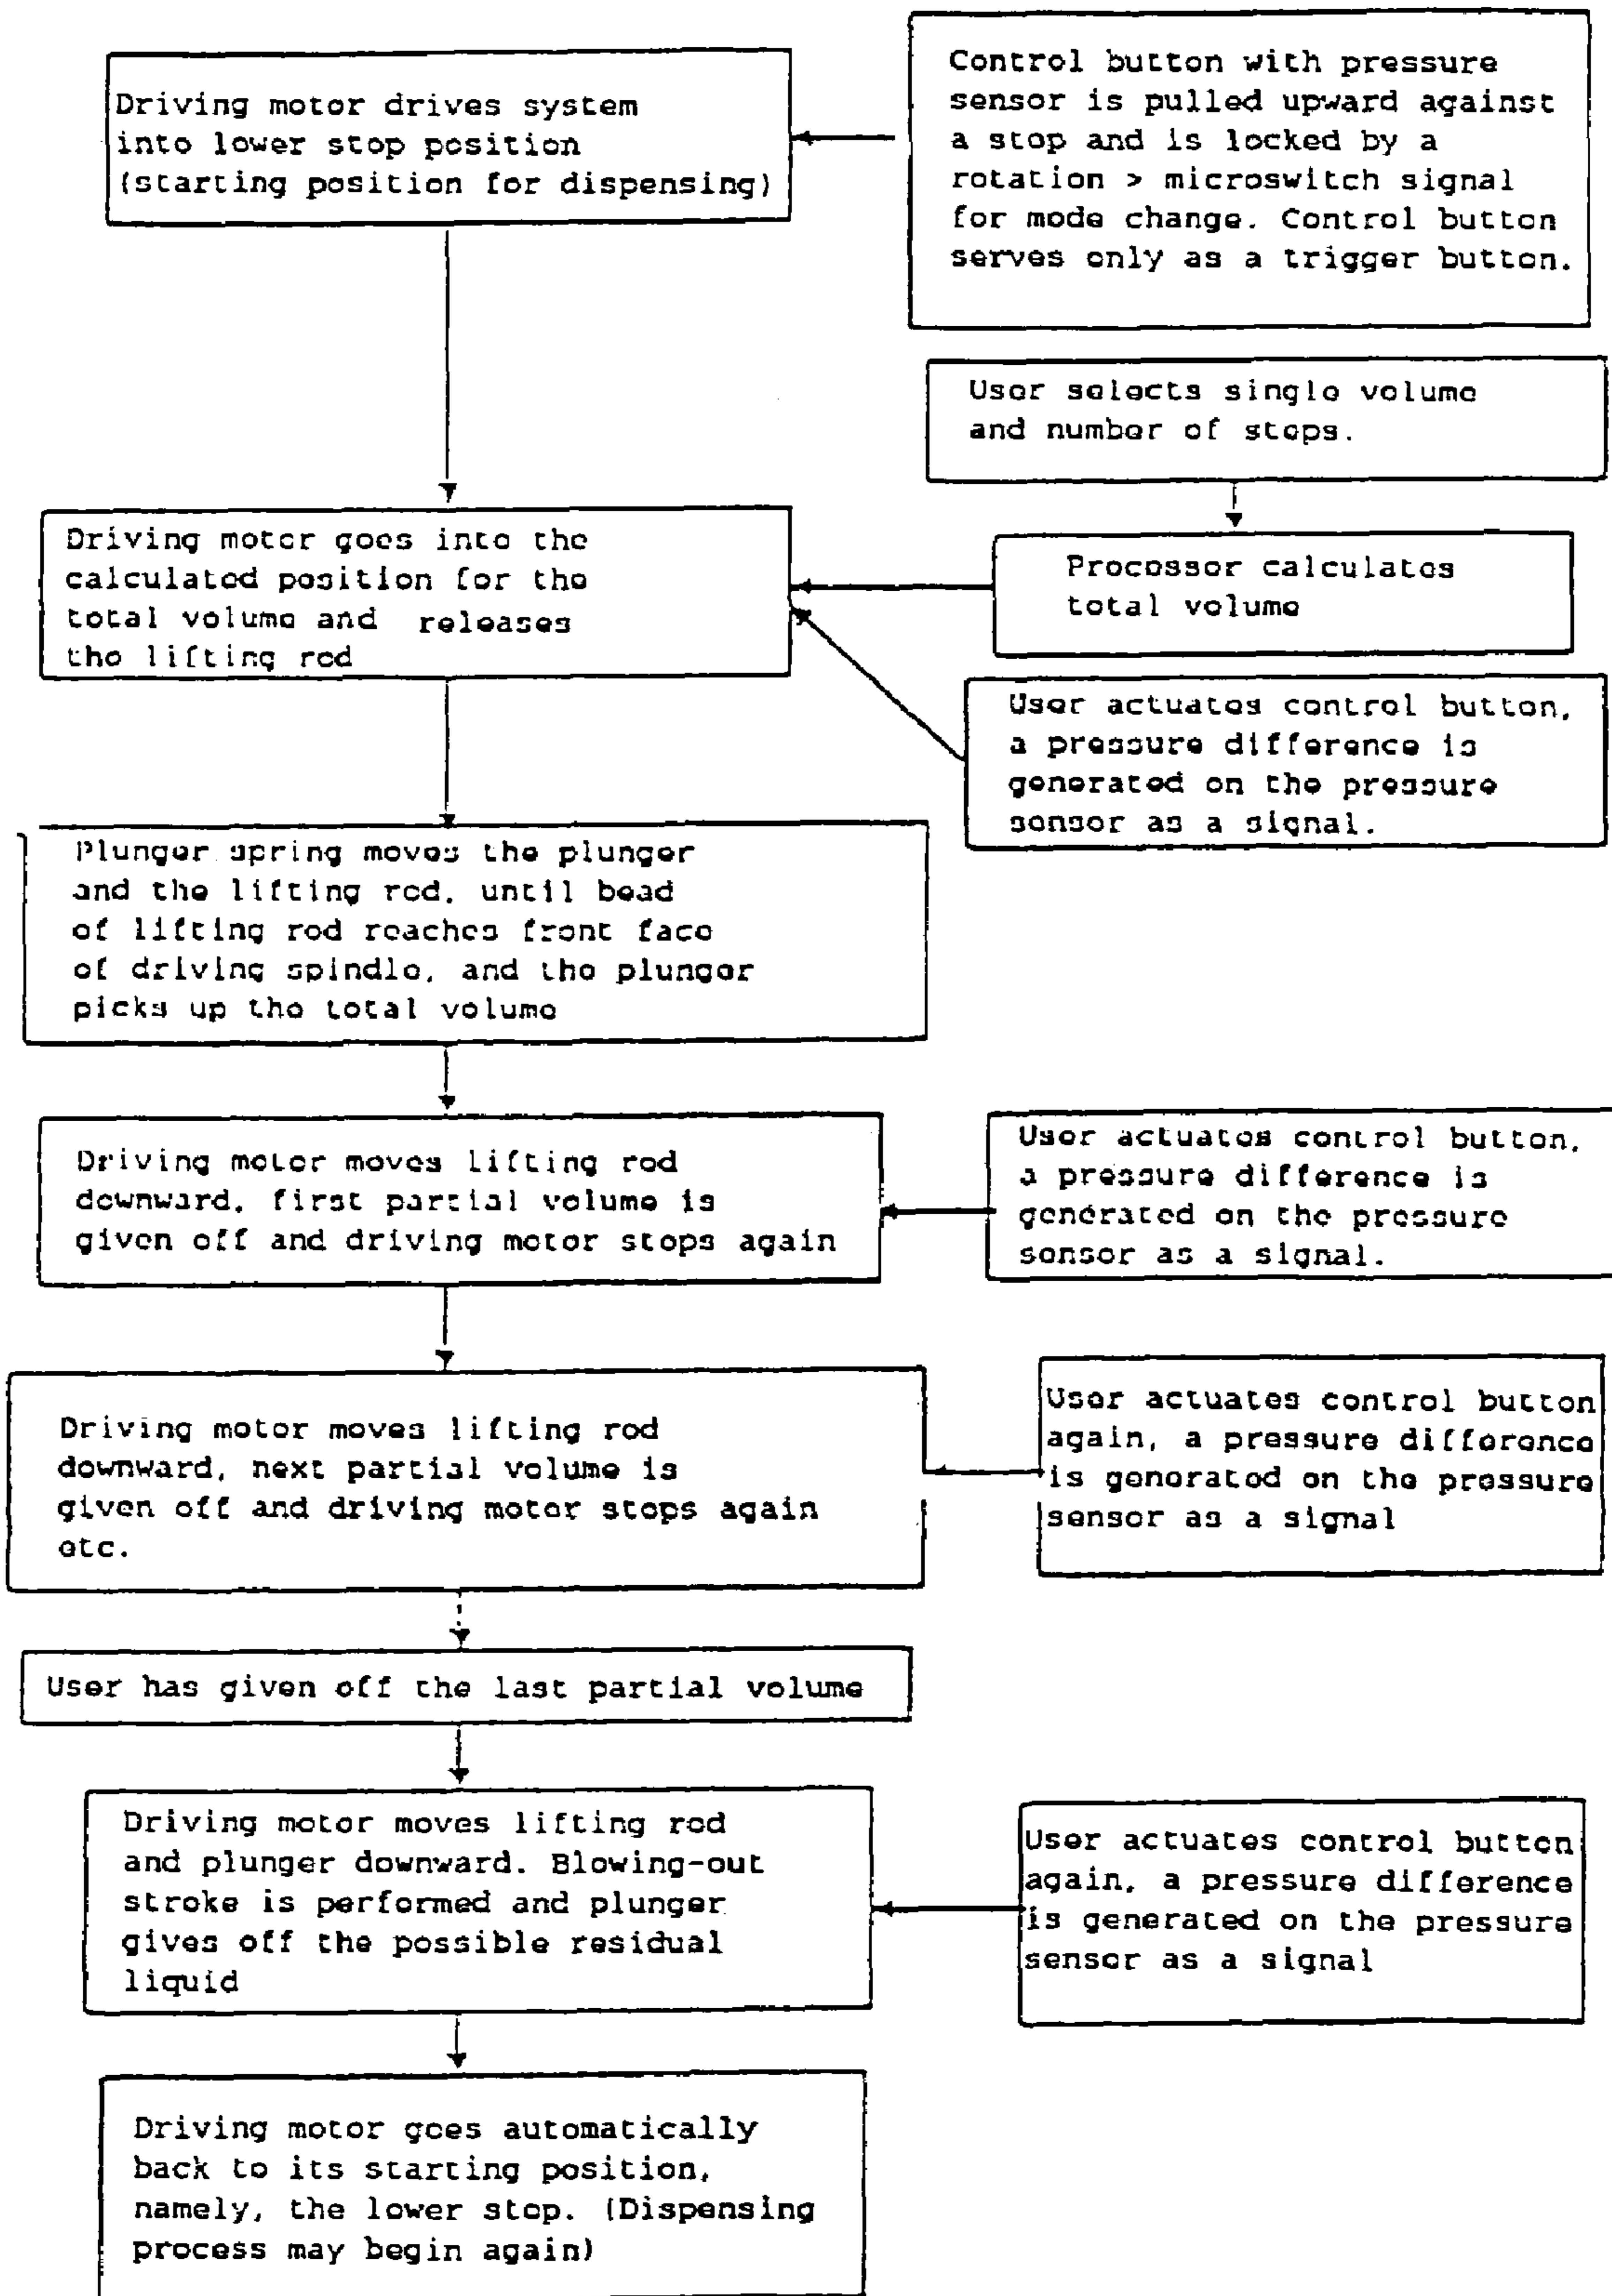 Control button with pressure
sensor is pulled upward against
a stop and is locked by a
rotation > microswitch signal
for mode change. Control button
serves only as a trigger button.
Driving motor drives system
into lower stop position
(starting position for dispensing)
User selects single volume
and number of steps.
Processor calculates
total volume
Driving motor goes into the
calculated position for the
total volume and releases
the lifting rod
User actuates control button,
a pressure difference is
generated on the pressure
sensor as a signal.
Plunger spring moves the plunger
and the lifting rod, until bead
of lifting rod reaches front face
of driving spindle, and the plunger
picks up the total volume
User actuates control button,
a pressure difference is
generated on the pressure
sensor as a signal.
Driving motor moves lifting rod
downward, first partial volume is
given off and driving motor stops again
User actuates control button
again, a pressure difference
is generated on the pressure
sensor as a signal
Driving motor moves lifting rod
downward, next partial volume is
given off and driving motor stops again
etc.
User has given off the last partial volume
Driving motor moves lifting rod
and plunger downward. Blowing-out
stroke is performed and plunger
gives off the possible residual
liquid
User actuates control button
again, a pressure difference
is generated on the pressure
sensor as a signal
Driving motor goes automatically
back to its starting position,
namely, the lower stop. (Dispensing
process may begin again)